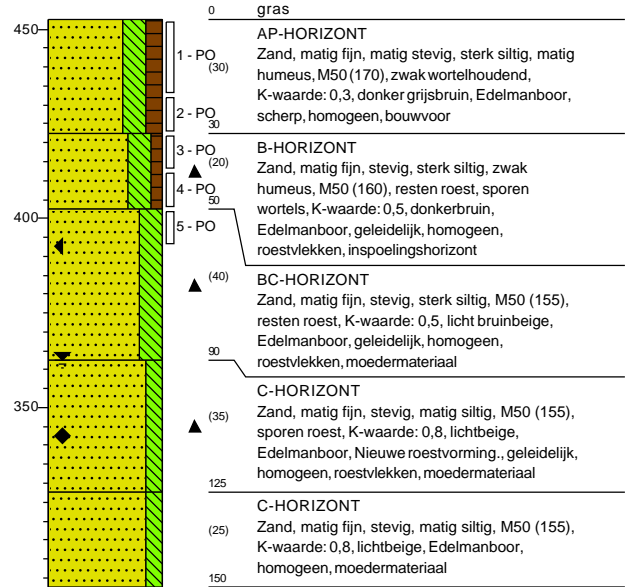 0 gras
450
AP-HORIZONT
Zand, matig fijn, matig stevig, sterk siltig, matig
humeus, M50 (170), zwak wortelhoudend,
K-waarde: 0,3, donker grijsbruin, Edelmanboor,
scherp, homogeen, bouwvoor
1 - PO
(30)
2 - PO
30
B-HORIZONT
Zand, matig fijn, stevig, sterk siltig, zwak
humeus, M50 (160), resten roest, sporen
wortels, K-waarde: 0,5, donkerbruin,
Edelmanboor, geleidelijk, homogeen,
roestvlekken, inspoelingshorizont
3 - PO
(20)
4 - PO
50
400
5 - PO
BC-HORIZONT
Zand, matig fijn, stevig, sterk siltig, M50 (155),
resten roest, K-waarde: 0,5, licht bruinbeige,
Edelmanboor, geleidelijk, homogeen,
roestvlekken, moedermateriaal
(40)
90
C-HORIZONT
Zand, matig fijn, stevig, matig siltig, M50 (155),
sporen roest, K-waarde: 0,8, lichtbeige,
Edelmanboor, Nieuwe roestvorming., geleidelijk,
homogeen, roestvlekken, moedermateriaal
350
(35)
125
C-HORIZONT
Zand, matig fijn, stevig, matig siltig, M50 (155),
K-waarde: 0,8, lichtbeige, Edelmanboor,
homogeen, moedermateriaal
(25)
150